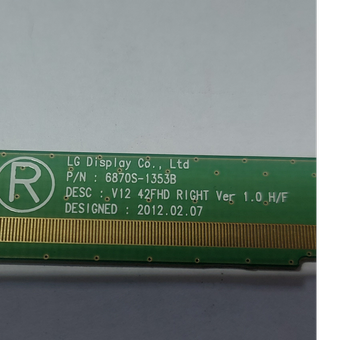 LG Display Co., Ltd
R
P/N : 6870S-1353B
DESC : V12 42FHD RIGHT Ver 1.0 H/F
DESIGNED : 2012.02.07